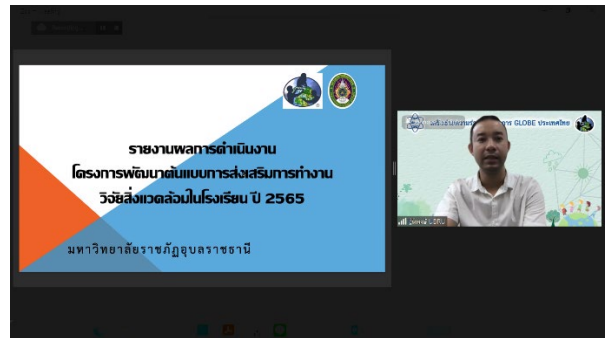 รายงานผลการดำเนินงาน
โครงการพัฒนาต้นแบบการส่งเสริมการทำงาน
วิจัยสิ่งแวดล้อมในโรงเรียน ปี 2565
มหาวิทยาลัยราชภัฏอุบลราชธานี
GLOBE ประเทศไทย